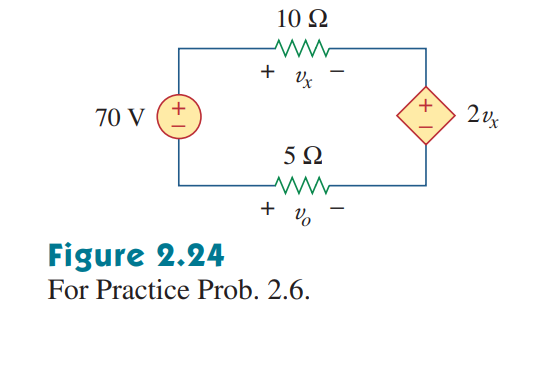 10 Ω
+ vₓ −
70 V
+
−
+
−
2vₓ
5 Ω
+ vₒ −
Figure 2.24
For Practice Prob. 2.6.